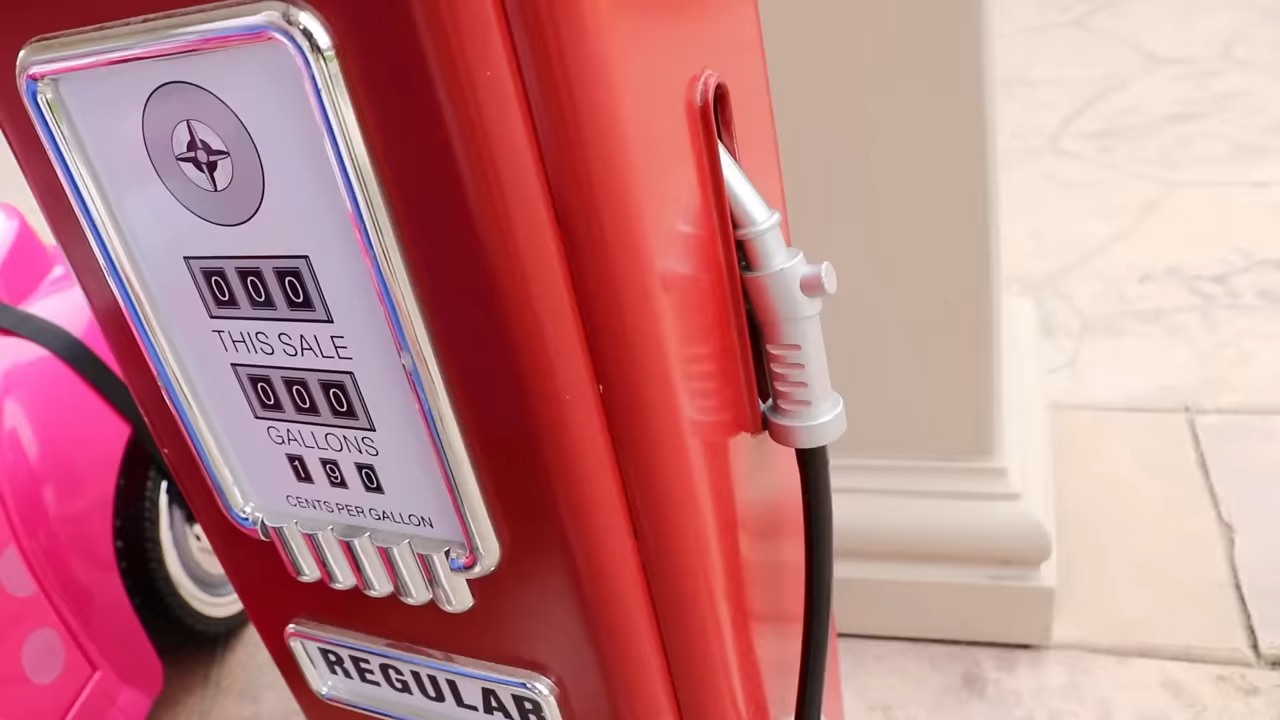 000
THIS SALE
000
GALLONS
190
CENTS PER GALLON
REGULAR